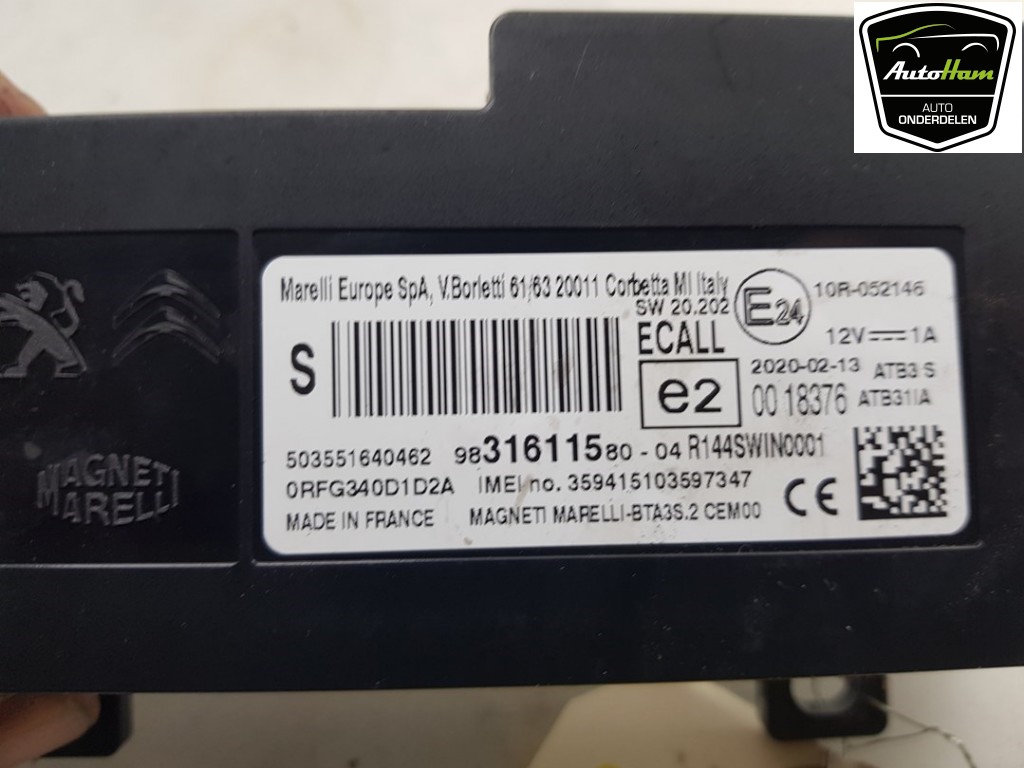 AutoHam
AUTO
ONDERDELEN
Marelli Europe SpA, V.Borletti 61/63 20011 Corbetta MI Italy
SW 20.202
E24
10R-052146
S
ECALL
12V 1A
e2
2020-02-13 ATB3 S
00 18376 ATB31IA
503551640462 9831611580 - 04 R144SWIN0001
0RFG340D1D2A IMEI no. 359415103597347
MADE IN FRANCE MAGNETI MARELLI-BTA3S.2 CEM00
CE
MAGNETI
MARELLI